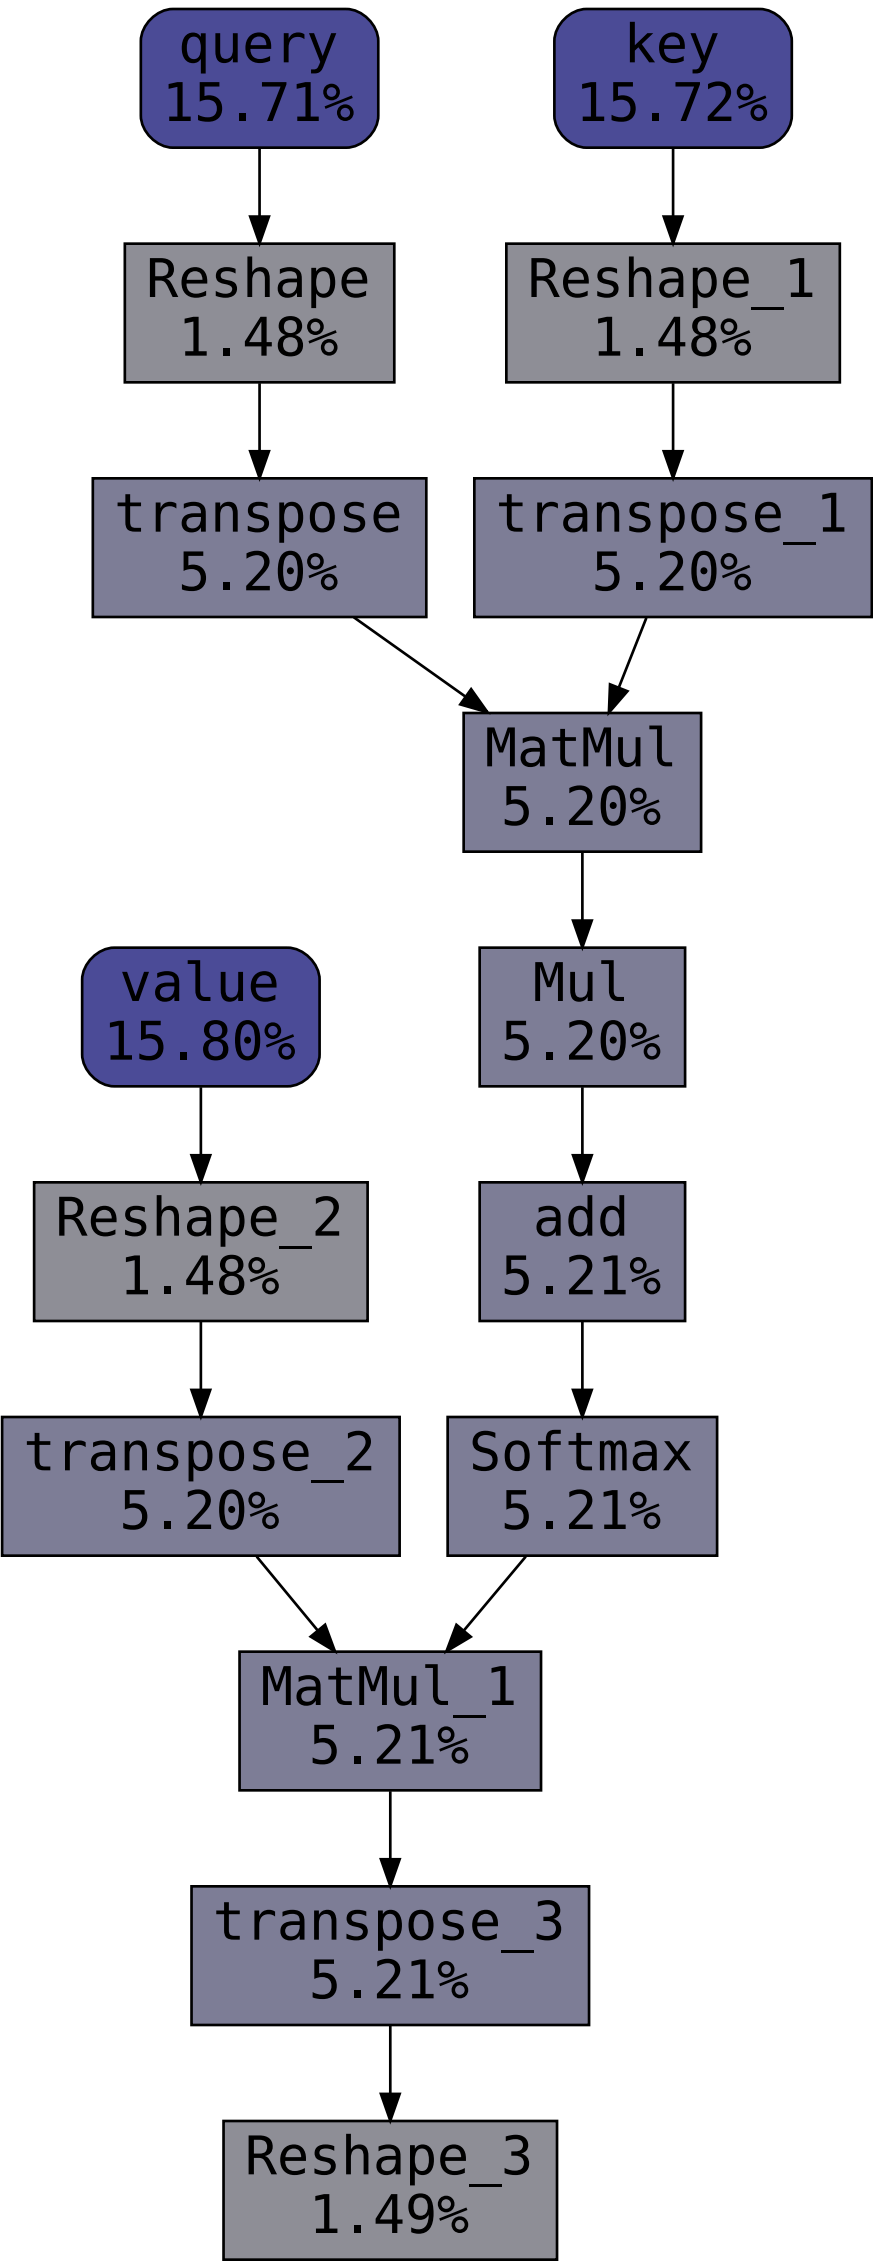 query
15.71%
key
15.72%
Reshape
1.48%
Reshape_1
1.48%
transpose
5.20%
transpose_1
5.20%
MatMul
5.20%
value
15.80%
Mul
5.20%
Reshape_2
1.48%
add
5.21%
transpose_2
5.20%
Softmax
5.21%
MatMul_1
5.21%
transpose_3
5.21%
Reshape_3
1.49%